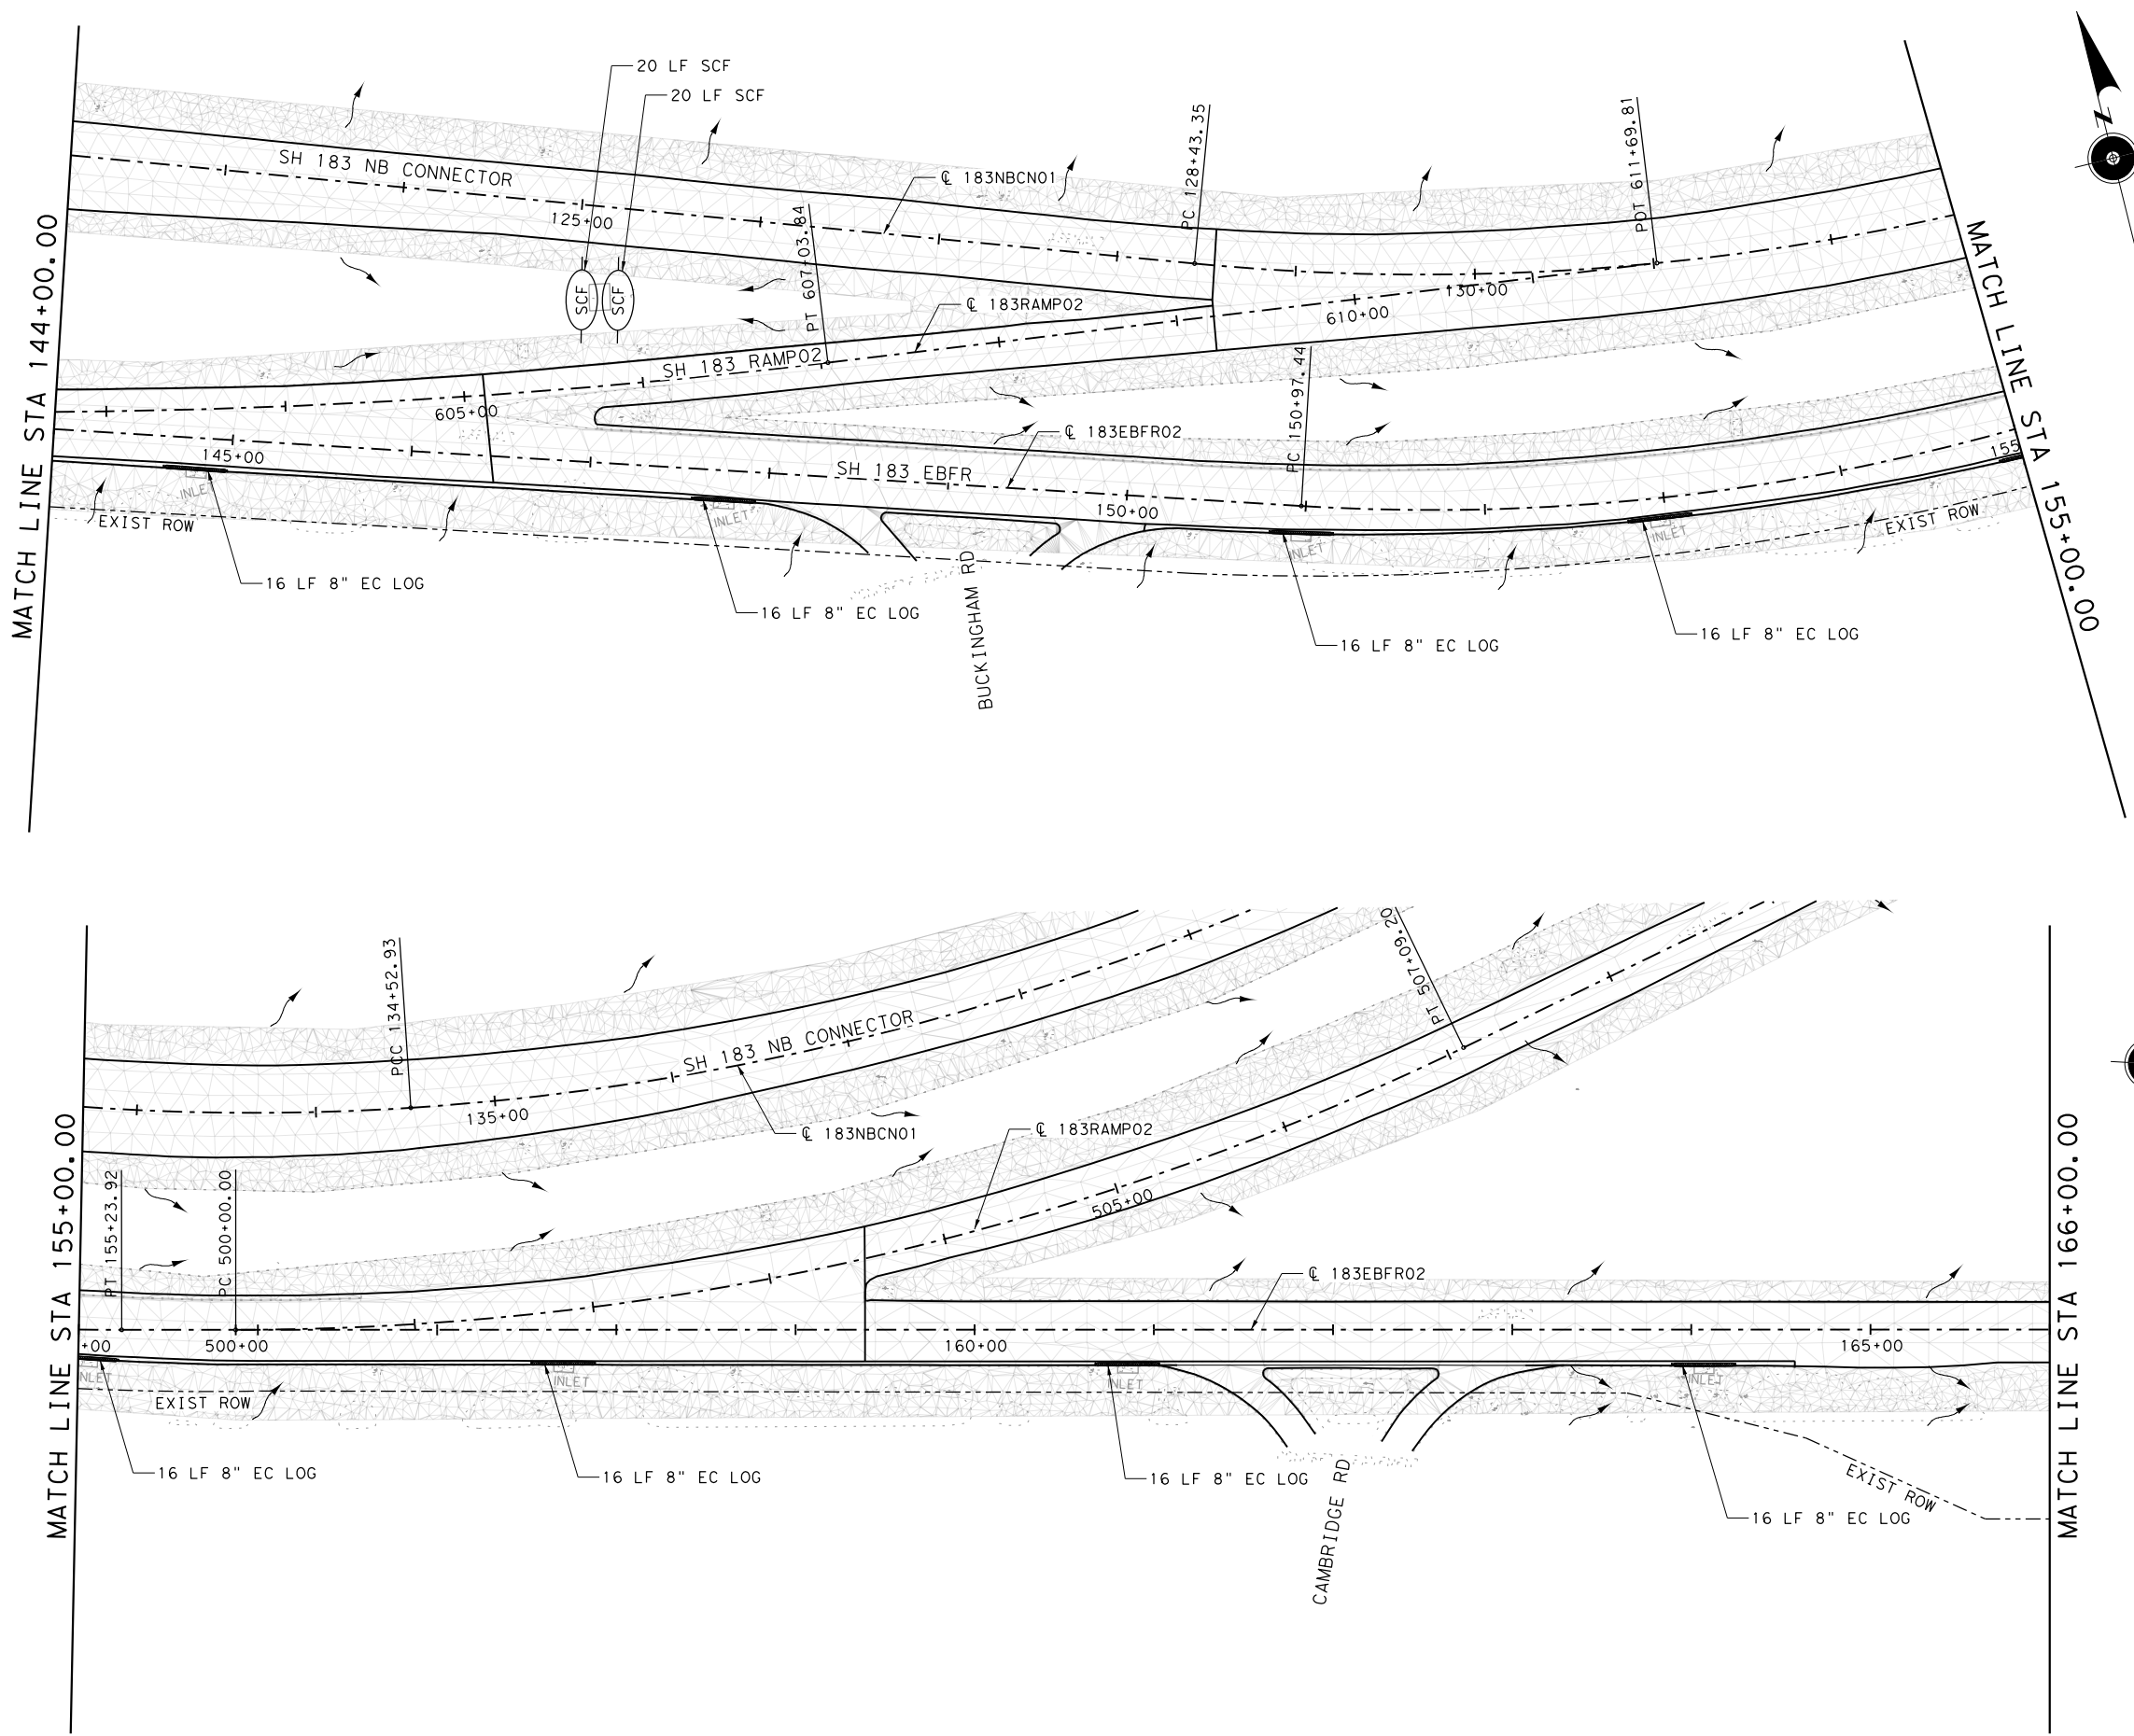 20 LF SCF
20 LF SCF
SH 183 NB CONNECTOR
℄ 183NBCN01
PC 128+43.35
POT 611+69.81
N
125+00
SCF
SCF
PT 607+03.84
℄ 183RAMP02
130+00
610+00
MATCH LINE STA 144+00.00
MATCH LINE STA 155+00.00
SH 183 RAMP02
605+00
PC 150+97.44
℄ 183EBFR02
145+00
SH 183 EBFR
155
INLET
INLET
150+00
INLET
INLET
EXIST ROW
EXIST ROW
16 LF 8" EC LOG
16 LF 8" EC LOG
BUCKINGHAM RD
16 LF 8" EC LOG
16 LF 8" EC LOG
PCC 134+52.93
PT 507+09.20
SH 183 NB CONNECTOR
135+00
℄ 183NBCN01
℄ 183RAMP02
MATCH LINE STA 155+00.00
MATCH LINE STA 166+00.00
PT 155+23.92
PC 500+00.00
505+00
℄ 183EBFR02
+00
500+00
160+00
165+00
NLET
INLET
INLET
INLET
EXIST ROW
EXIST ROW
16 LF 8" EC LOG
16 LF 8" EC LOG
16 LF 8" EC LOG
CAMBRIDGE RD
16 LF 8" EC LOG